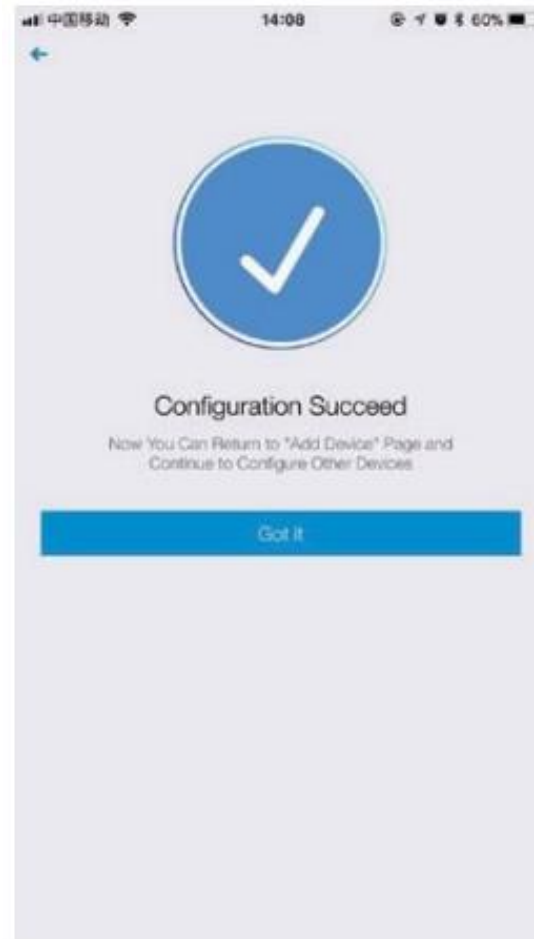 中国移动 14:08 60%
Configuration Succeed
Now You Can Return to "Add Device" Page and
Continue to Configure Other Devices
Got it